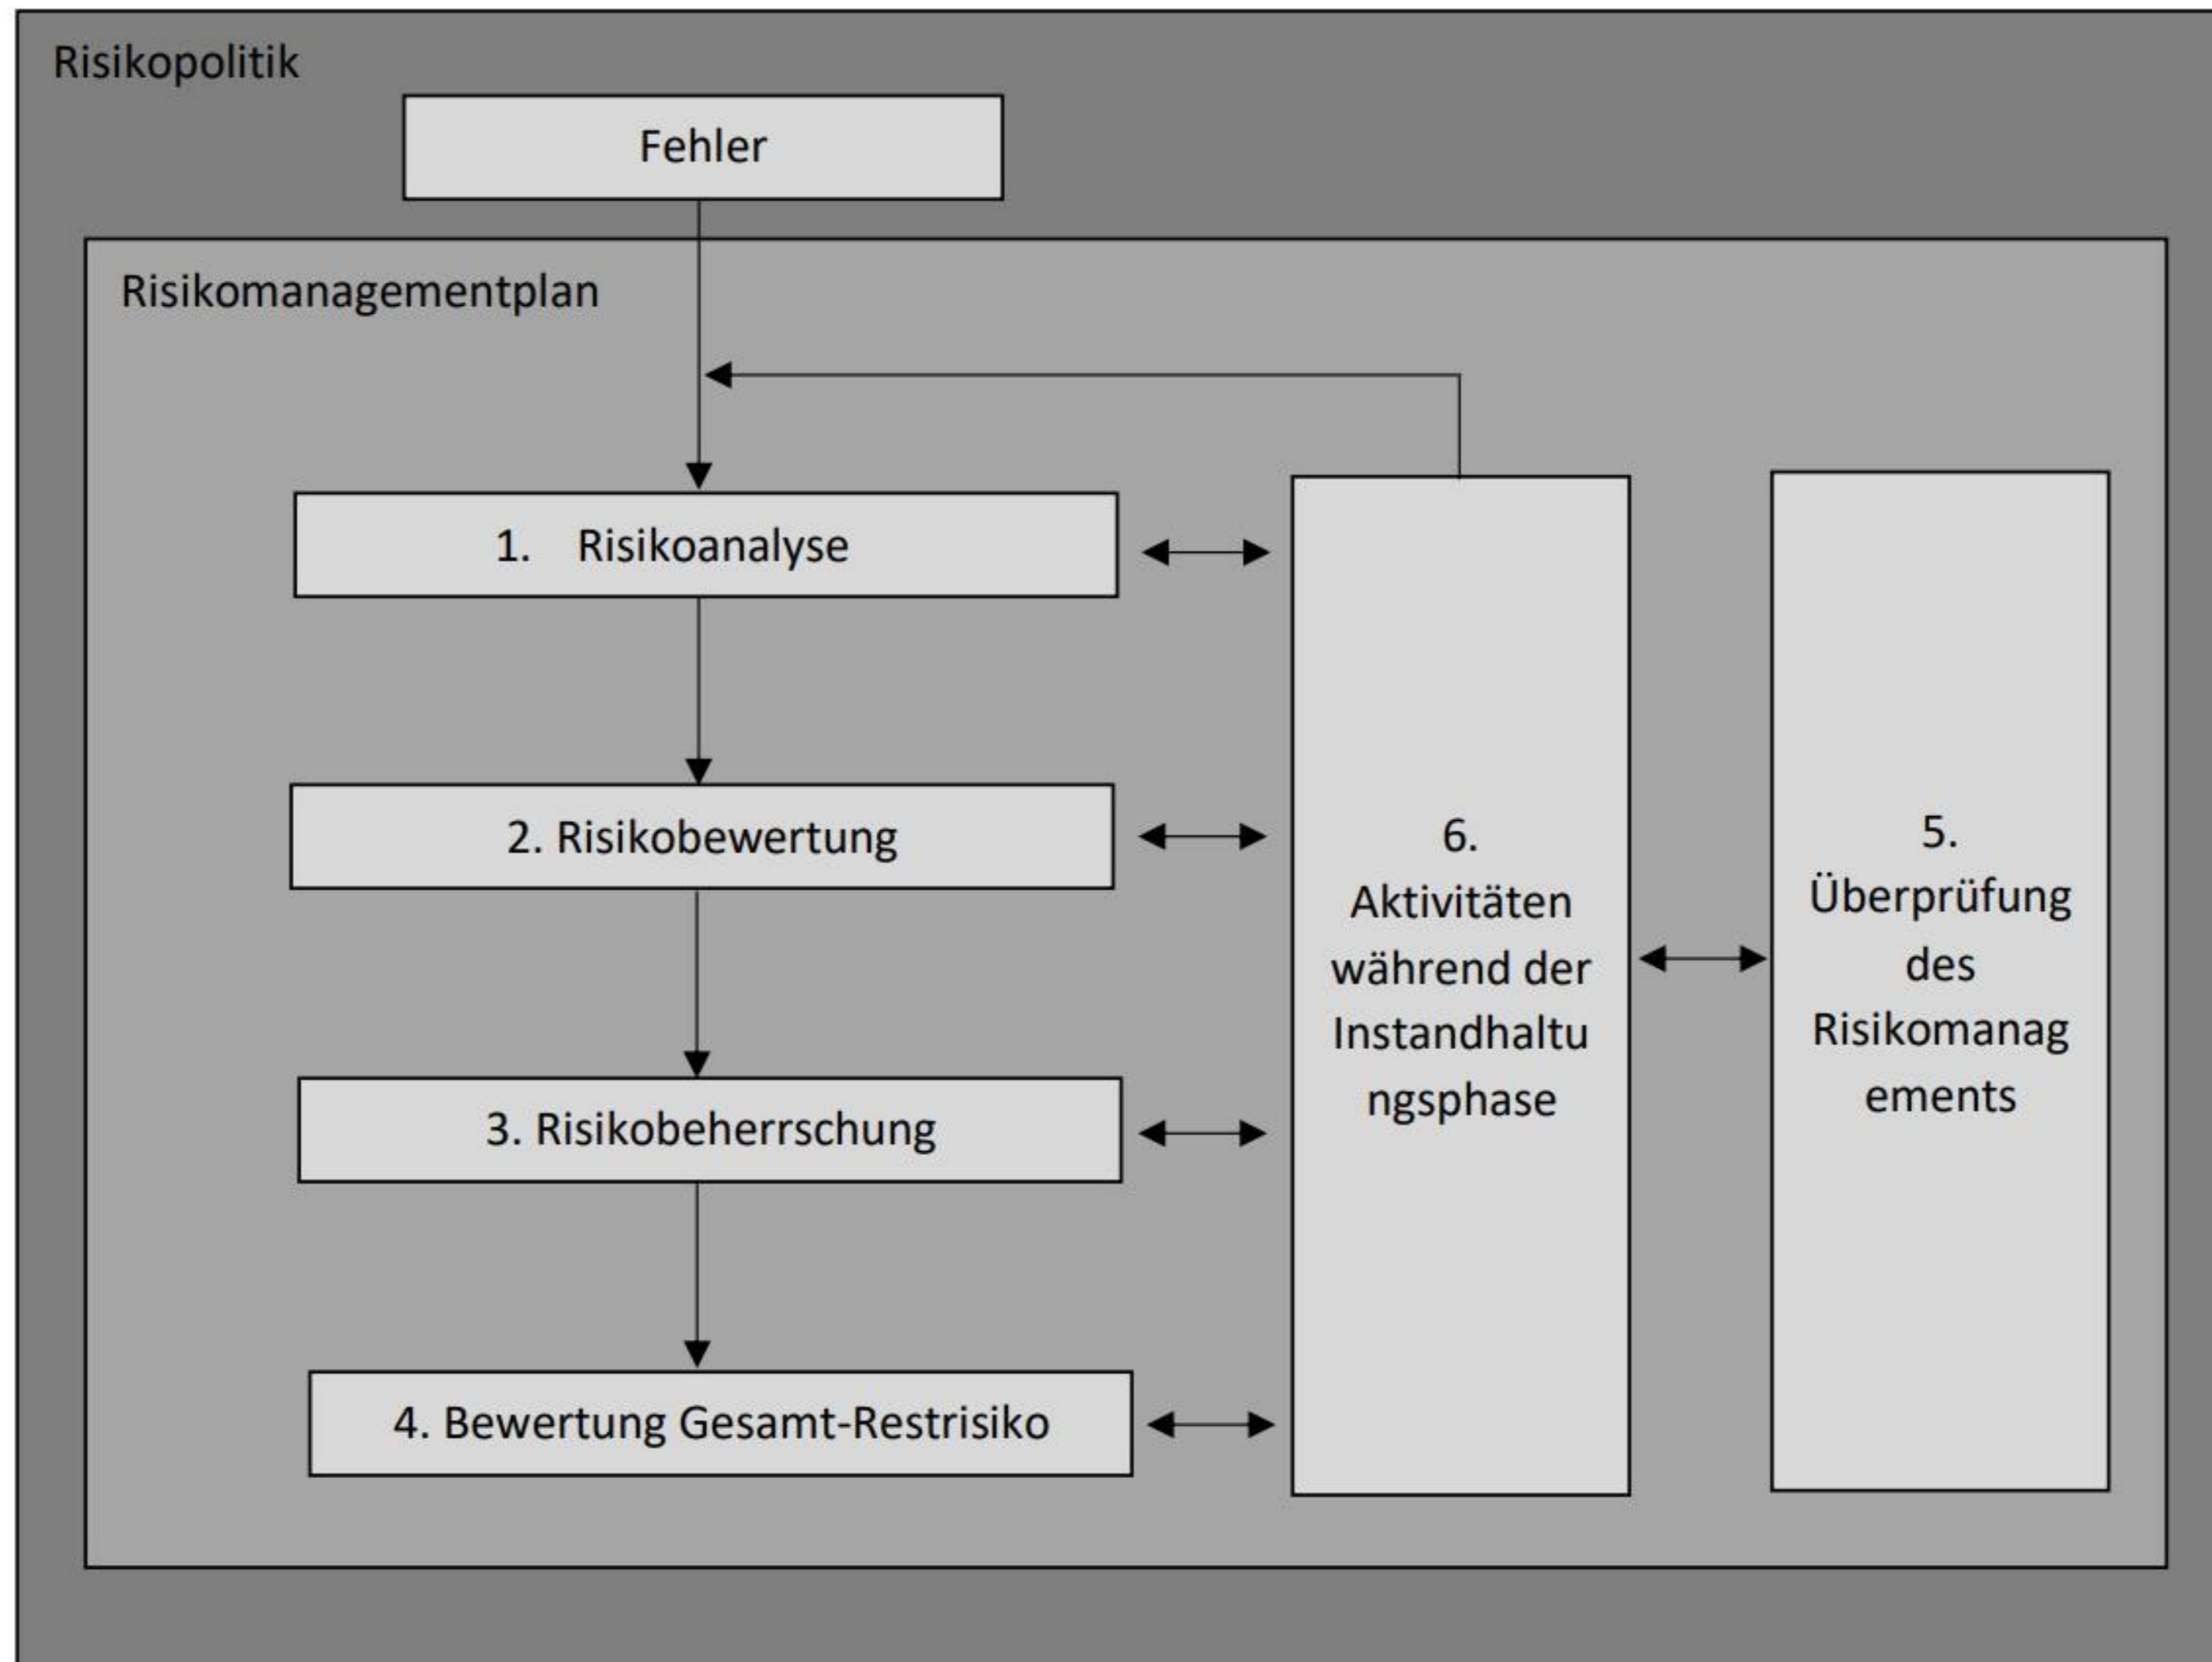 Risikopolitik
Fehler
Risikomanagementplan
1. Risikoanalyse
2. Risikobewertung
3. Risikobeherrschung
4. Bewertung Gesamt-Restrisiko
6.
Aktivitäten
während der
Instandhaltu
ngsphase
5.
Überprüfung
des
Risikomanag
ements